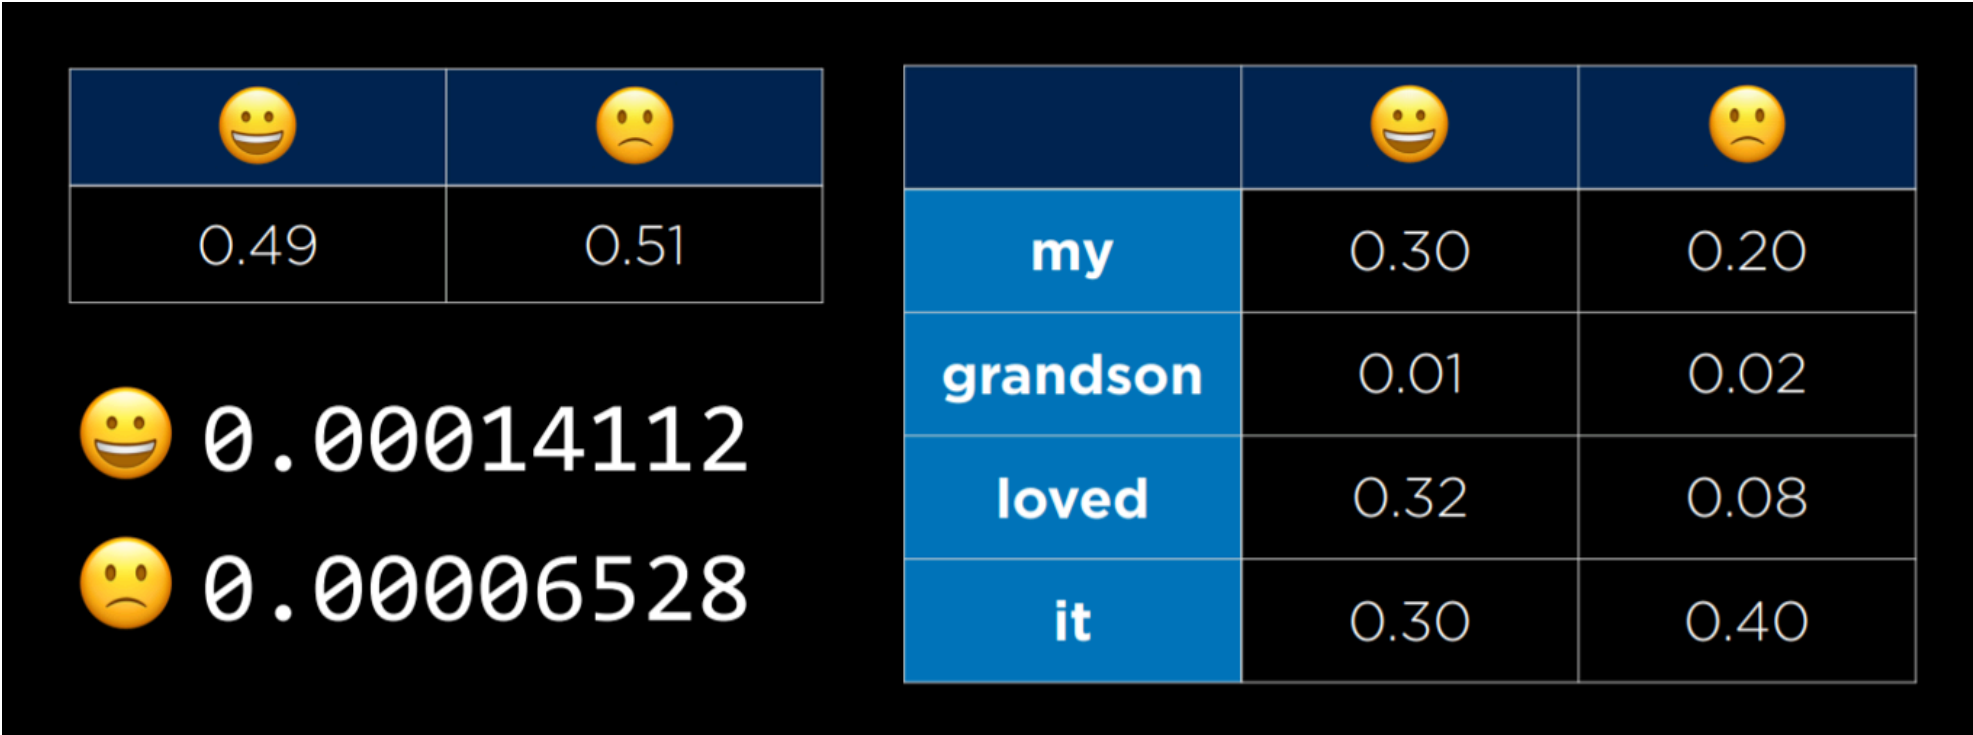 😀 🙁
0.49 0.51
😀 0.00014112
🙁 0.00006528
😀 🙁
my 0.30 0.20
grandson 0.01 0.02
loved 0.32 0.08
it 0.30 0.40